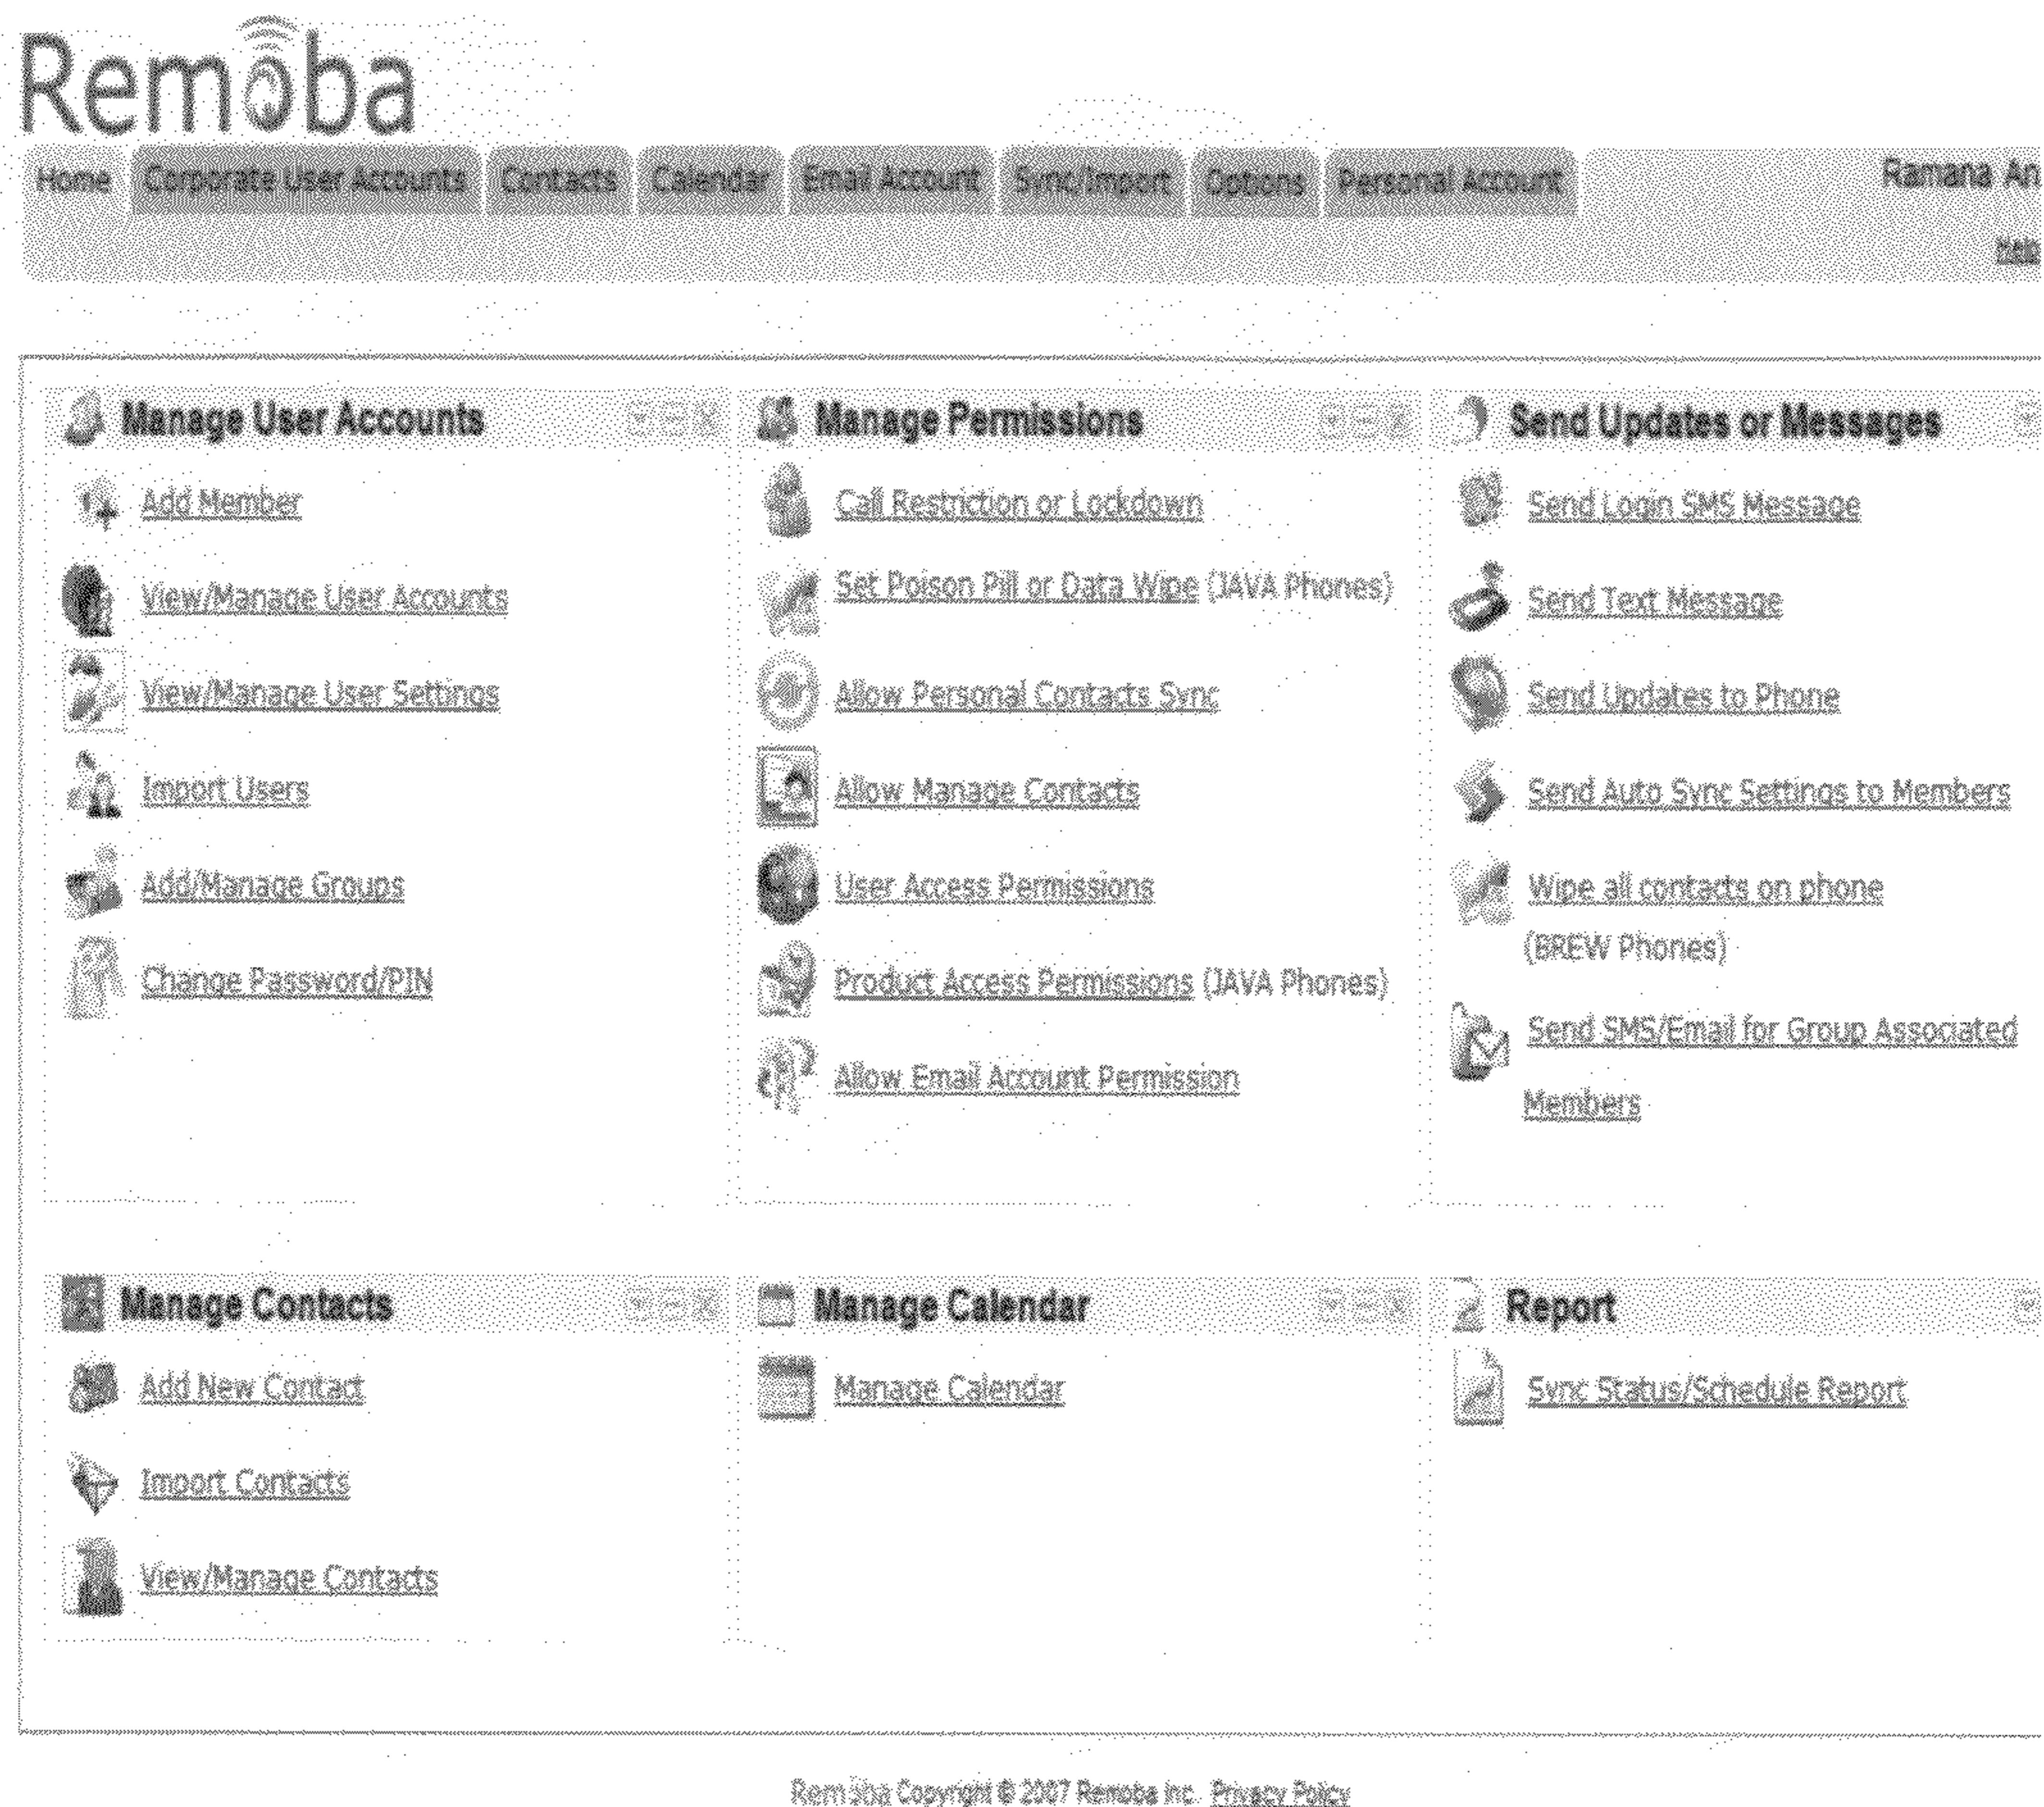 Remoba
Home Corporate User Accounts Contacts Calendar Email Account Sync/Import Options Personal Account Ramana An
Help
Manage User Accounts
Add Member
View/Manage User Accounts
View/Manage User Settings
Import Users
Add/Manage Groups
Change Password/PIN
Manage Permissions
Call Restriction or Lockdown
Set Poison Pill or Data Wipe (JAVA Phones)
Allow Personal Contacts Sync
Allow Manage Contacts
User Access Permissions
Product Access Permissions (JAVA Phones)
Allow Email Account Permission
Send Updates or Messages
Send Login SMS Message
Send Text Message
Send Updates to Phone
Send Auto Sync Settings to Members
Wipe all contacts on phone
(BREW Phones)
Send SMS/Email for Group Associated
Members
Manage Contacts
Add New Contact
Import Contacts
View/Manage Contacts
Manage Calendar
Manage Calendar
Report
Sync Status/Schedule Report
Remoba Copyright © 2007 Remoba Inc. Privacy Policy